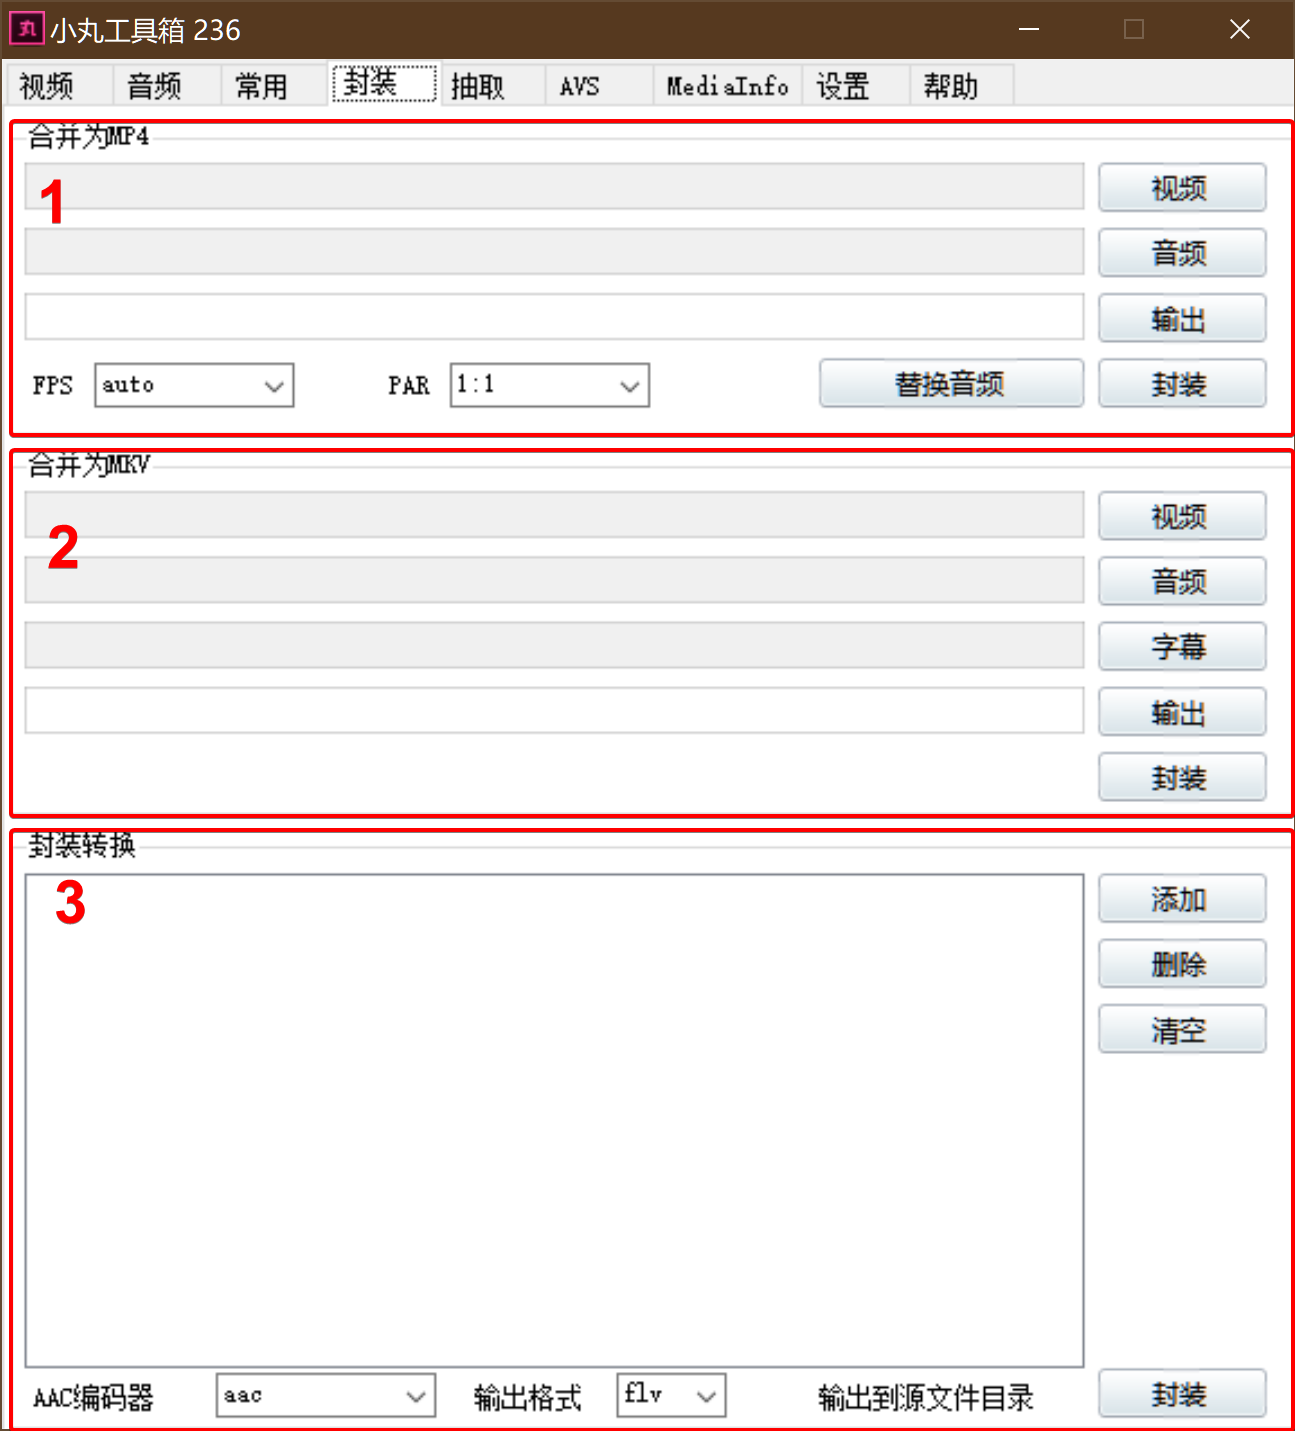 丸 小丸工具箱 236
视频 音频 常用 封装 抽取 AVS MediaInfo 设置 帮助
合并为MP4
1
视频
音频
输出
FPS auto PAR 1:1 替换音频 封装
合并为MKV
2
视频
音频
字幕
输出
封装
封装转换
3
添加
删除
清空
AAC编码器 aac 输出格式 flv 输出到源文件目录 封装